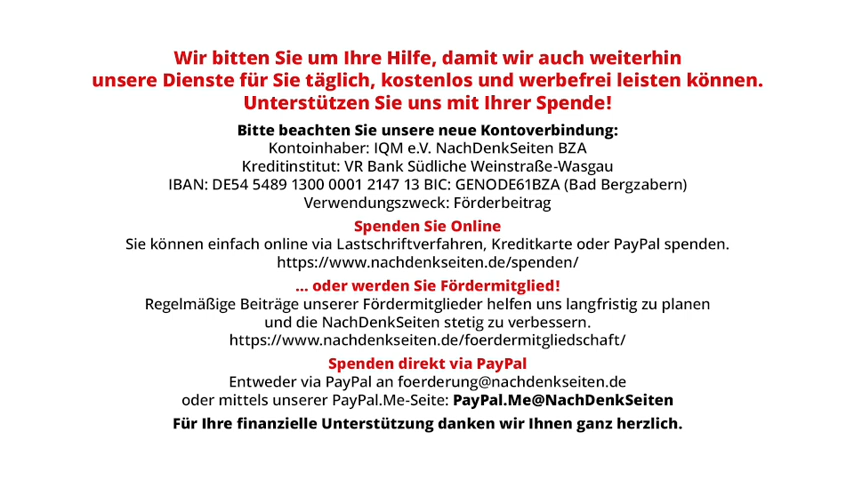 Wir bitten Sie um Ihre Hilfe, damit wir auch weiterhin
unsere Dienste für Sie täglich, kostenlos und werbefrei leisten können.
Unterstützen Sie uns mit Ihrer Spende!
Bitte beachten Sie unsere neue Kontoverbindung:
Kontoinhaber: IQM e.V. NachDenkSeiten BZA
Kreditinstitut: VR Bank Südliche Weinstraße-Wasgau
IBAN: DE54 5489 1300 0001 2147 13 BIC: GENODE61BZA (Bad Bergzabern)
Verwendungszweck: Förderbeitrag
Spenden Sie Online
Sie können einfach online via Lastschriftverfahren, Kreditkarte oder PayPal spenden.
https://www.nachdenkseiten.de/spenden/
... oder werden Sie Fördermitglied!
Regelmäßige Beiträge unserer Fördermitglieder helfen uns langfristig zu planen
und die NachDenkSeiten stetig zu verbessern.
https://www.nachdenkseiten.de/foerdermitgliedschaft/
Spenden direkt via PayPal
Entweder via PayPal an foerderung@nachdenkseiten.de
oder mittels unserer PayPal.Me-Seite: PayPal.Me@NachDenkSeiten
Für Ihre finanzielle Unterstützung danken wir Ihnen ganz herzlich.